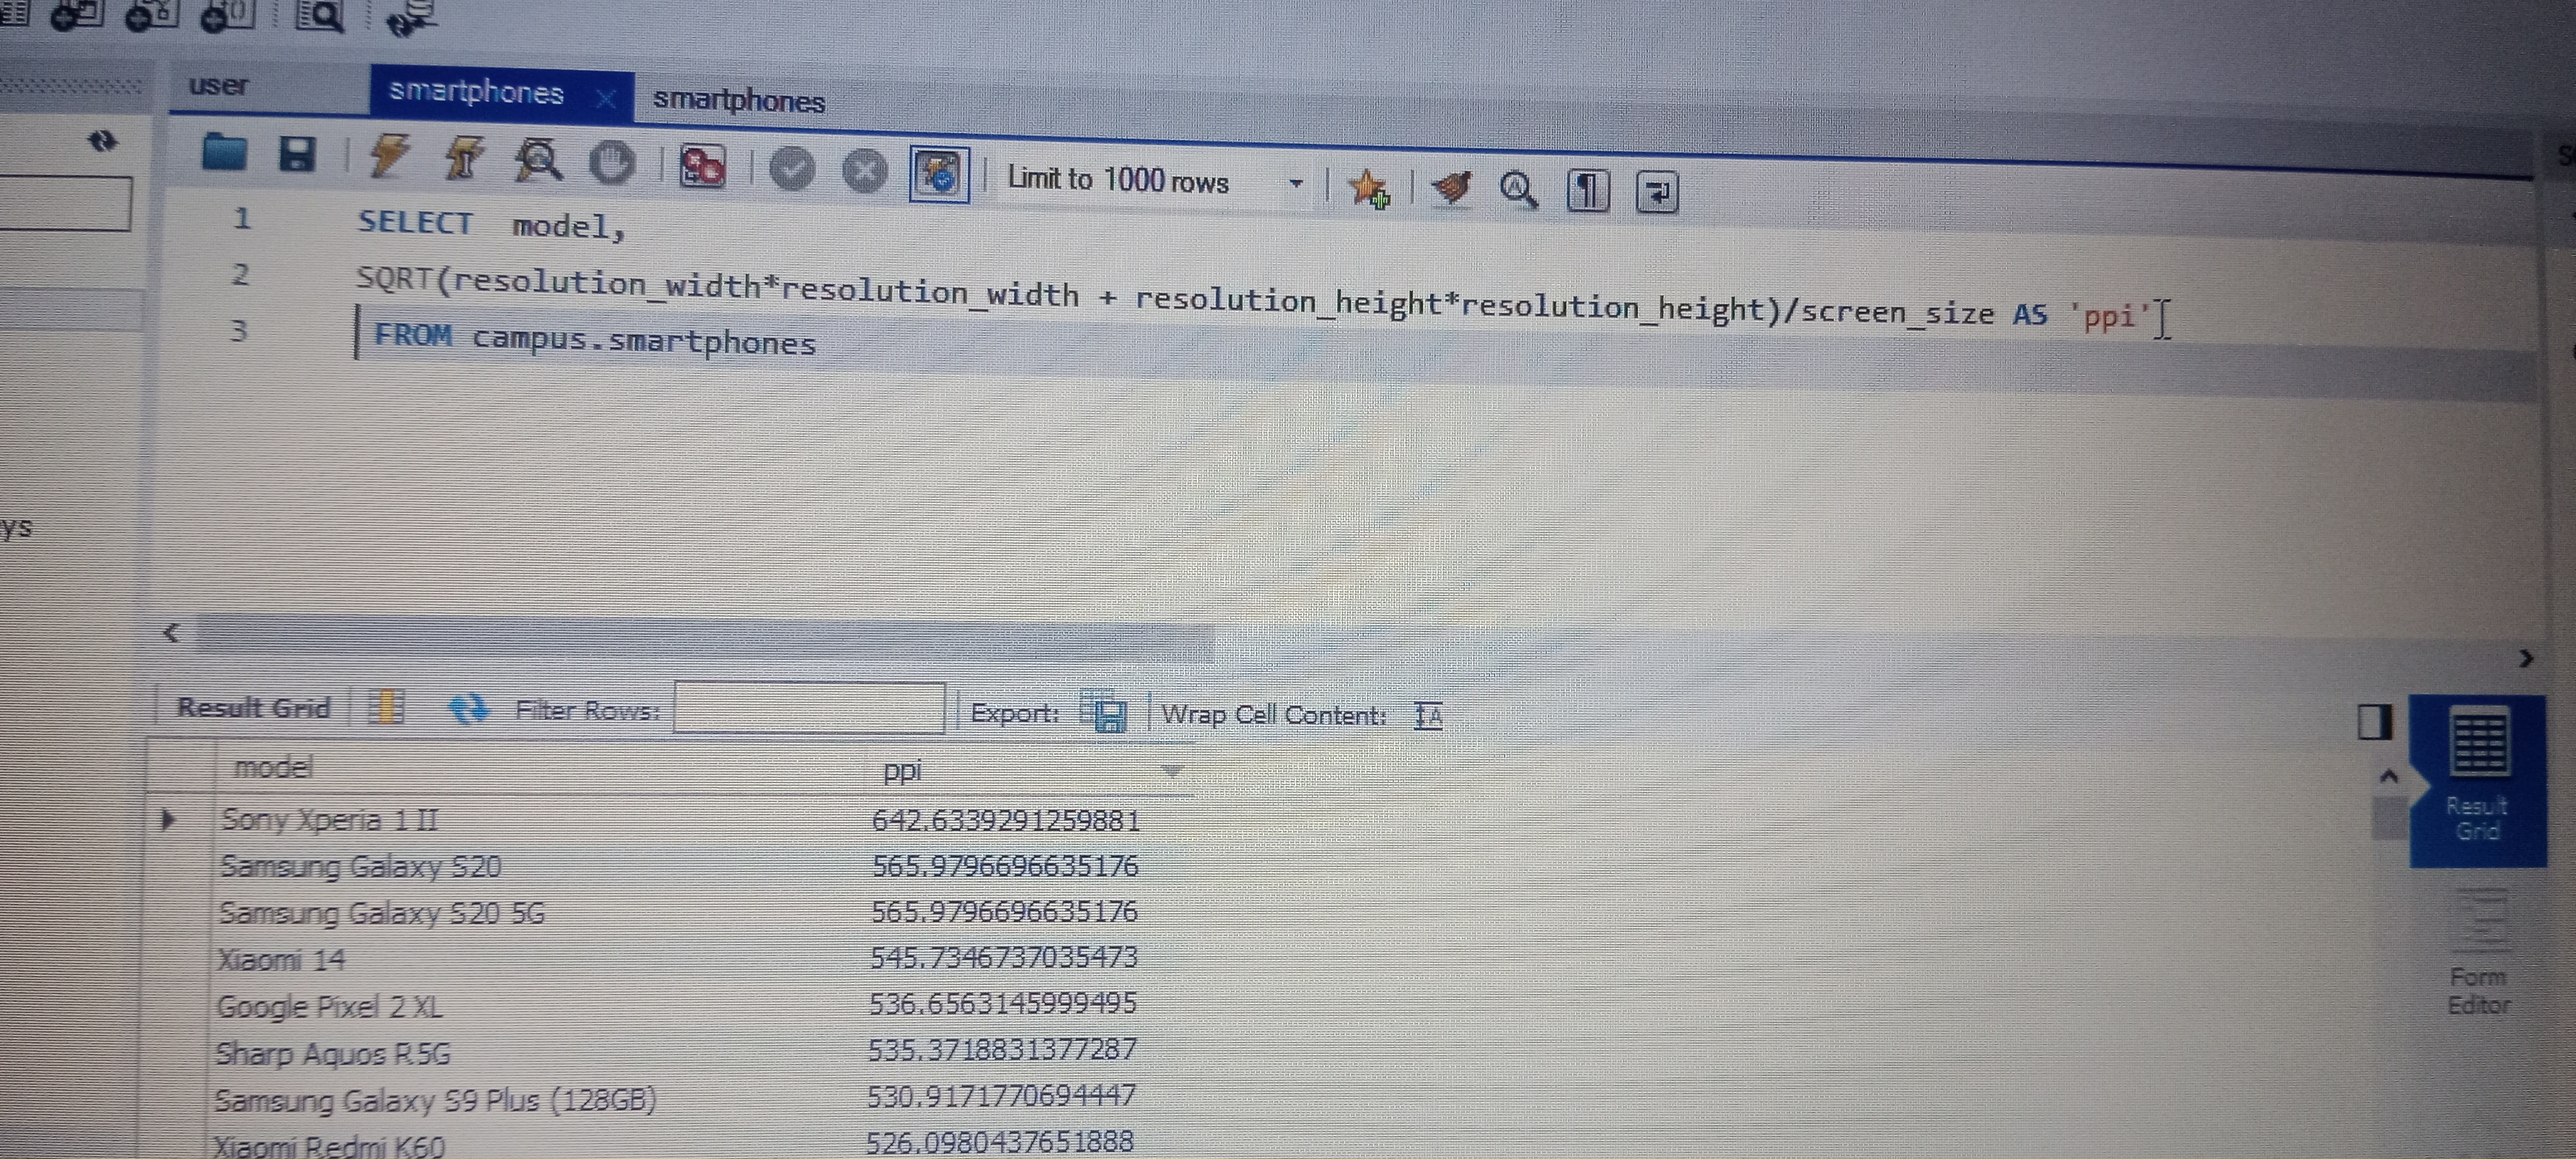 user
smartphones
smartphones
Limit to 1000 rows
1 SELECT model,
2 SQRT(resolution_width*resolution_width + resolution_height*resolution_height)/screen_size AS 'ppi'
3 FROM campus.smartphones
ys
Result Grid
Filter Rows:
Export:
Wrap Cell Content:
model ppi
Sony Xperia 1 II 642.6339291259881
Samsung Galaxy S20 565.9796696635176
Samsung Galaxy S20 5G 565.9796696635176
Xiaomi 14 545.7346737035473
Google Pixel 2 XL 536.6563145999495
Sharp Aquos R5G 535.3718831377287
Samsung Galaxy S9 Plus (128GB) 530.9171770694447
Xiaomi Redmi K60 526.0980437651888
Result
Grid
Form
Editor